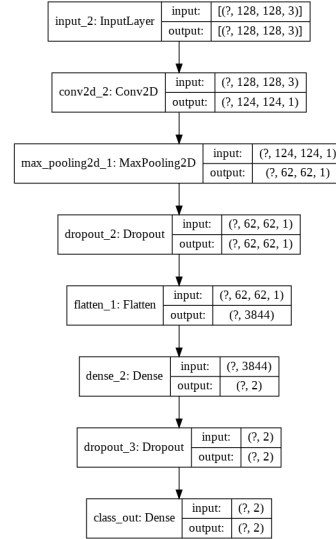 input_2: InputLayer
input: [(?, 128, 128, 3)]
output: [(?, 128, 128, 3)]
conv2d_2: Conv2D
input: (?, 128, 128, 3)
output: (?, 124, 124, 1)
max_pooling2d_1: MaxPooling2D
input: (?, 124, 124, 1)
output: (?, 62, 62, 1)
dropout_2: Dropout
input: (?, 62, 62, 1)
output: (?, 62, 62, 1)
flatten_1: Flatten
input: (?, 62, 62, 1)
output: (?, 3844)
dense_2: Dense
input: (?, 3844)
output: (?, 2)
dropout_3: Dropout
input: (?, 2)
output: (?, 2)
class_out: Dense
input: (?, 2)
output: (?, 2)